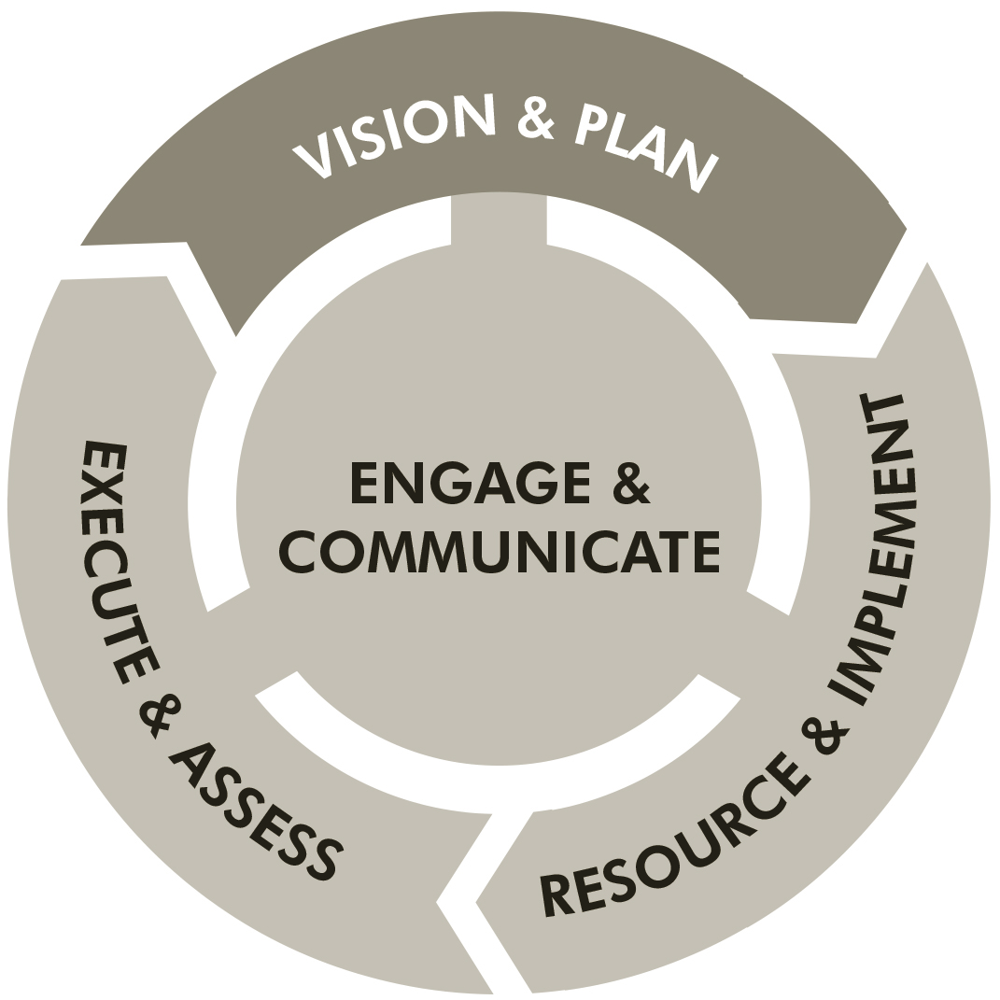 VISION & PLAN
ENGAGE &
COMMUNICATE
RESOURCE & IMPLEMENT
EXECUTE & ASSESS